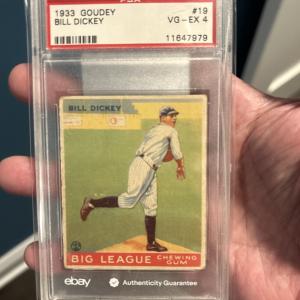 1933 GOUDEY #19
BILL DICKEY VG-EX 4
11647979
BILL DICKEY
BIG LEAGUE CHEWING GUM
ebay Authenticity Guarantee